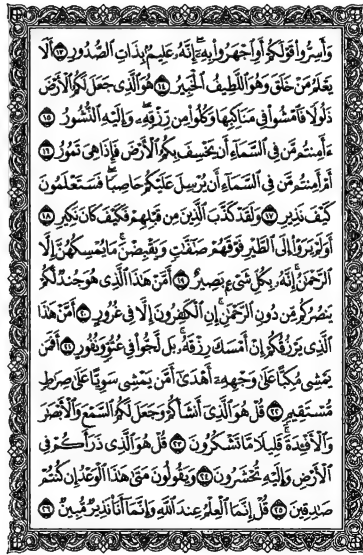 وَأَسِرُّوا۟ قَوْلَكُمْ أَوِ ٱجْهَرُوا۟ بِهِۦٓ إِنَّهُۥ عَلِيمٌۢ بِذَاتِ ٱلصُّدُورِ ١٣ أَلَا
يَعْلَمُ مَنْ خَلَقَ وَهُوَ ٱللَّطِيفُ ٱلْخَبِيرُ ١٤ هُوَ ٱلَّذِى جَعَلَ لَكُمُ ٱلْأَرْضَ
ذَلُولًا فَٱمْشُوا۟ فِى مَنَاكِبِهَا وَكُلُوا۟ مِن رِّزْقِهِۦ وَإِلَيْهِ ٱلنُّشُورُ ١٥
ءَأَمِنتُم مَّن فِى ٱلسَّمَآءِ أَن يَخْسِفَ بِكُمُ ٱلْأَرْضَ فَإِذَا هِىَ تَمُورُ ١٦
أَمْ أَمِنتُم مَّن فِى ٱلسَّمَآءِ أَن يُرْسِلَ عَلَيْكُمْ حَاصِبًا فَسَتَعْلَمُونَ
كَيْفَ نَذِيرِ ١٧ وَلَقَدْ كَذَّبَ ٱلَّذِينَ مِن قَبْلِهِمْ فَكَيْفَ كَانَ نَكِيرِ ١٨
أَوَلَمْ يَرَوْا۟ إِلَى ٱلطَّيْرِ فَوْقَهُمْ صَٰٓفَّٰتٍ وَيَقْبِضْنَ مَا يُمْسِكُهُنَّ إِلَّا
ٱلرَّحْمَٰنُ إِنَّهُۥ بِكُلِّ شَىْءٍۭ بَصِيرٌ ١٩ أَمَّنْ هَٰذَا ٱلَّذِى هُوَ جُندٌ لَّكُمْ
يَنصُرُكُم مِّن دُونِ ٱلرَّحْمَٰنِ إِنِ ٱلْكَٰفِرُونَ إِلَّا فِى غُرُورٍ ٢٠ أَمَّنْ هَٰذَا
ٱلَّذِى يَرْزُقُكُمْ إِنْ أَمْسَكَ رِزْقَهُۥ بَل لَّجُّوا۟ فِى عُتُوٍّ وَنُفُورٍ ٢١ أَفَمَن
يَمْشِى مُكِبًّا عَلَىٰ وَجْهِهِۦٓ أَهْدَىٰٓ أَمَّن يَمْشِى سَوِيًّا عَلَىٰ صِرَٰطٍ
مُّسْتَقِيمٍ ٢٢ قُلْ هُوَ ٱلَّذِىٓ أَنشَأَكُمْ وَجَعَلَ لَكُمُ ٱلسَّمْعَ وَٱلْأَبْصَٰرَ
وَٱلْأَفْـِٔدَةَ قَلِيلًا مَّا تَشْكُرُونَ ٢٣ قُلْ هُوَ ٱلَّذِى ذَرَأَكُمْ فِى
ٱلْأَرْضِ وَإِلَيْهِ تُحْشَرُونَ ٢٤ وَيَقُولُونَ مَتَىٰ هَٰذَا ٱلْوَعْدُ إِن كُنتُمْ
صَٰدِقِينَ ٢٥ قُلْ إِنَّمَا ٱلْعِلْمُ عِندَ ٱللَّهِ وَإِنَّمَآ أَنَا۠ نَذِيرٌ مُّبِينٌ ٢٦